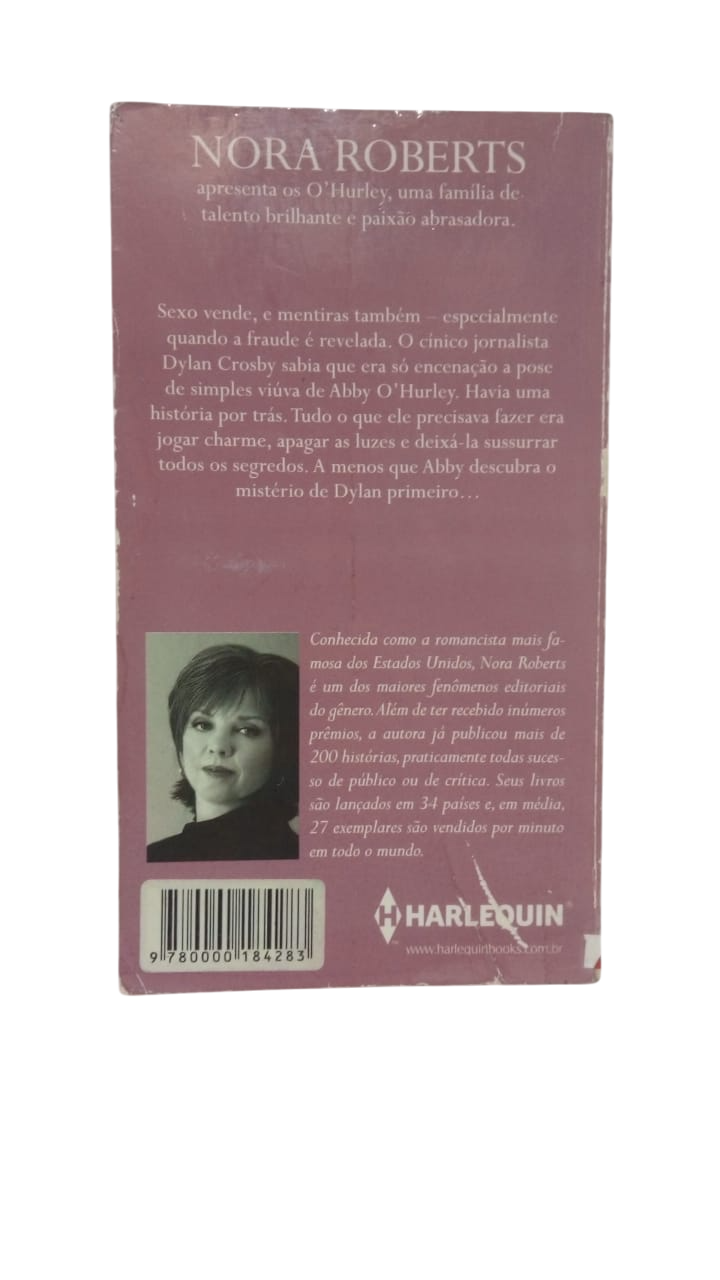 NORA ROBERTS
apresenta os O'Hurley, uma família de
talento brilhante e paixão abrasadora.
Sexo vende, e mentiras também – especialmente
quando a fraude é revelada. O cínico jornalista
Dylan Crosby sabia que era só encenação a pose
de simples viúva de Abby O'Hurley. Havia uma
história por trás. Tudo o que ele precisava fazer era
jogar charme, apagar as luzes e deixá-la sussurrar
todos os segredos. A menos que Abby descubra o
mistério de Dylan primeiro...
Conhecida como a romancista mais fa-
mosa dos Estados Unidos, Nora Roberts
é um dos maiores fenômenos editoriais
do gênero. Além de ter recebido inúmeros
prêmios, a autora já publicou mais de
200 histórias, praticamente todas suces-
so de público ou de crítica. Seus livros
são lançados em 34 países e, em média,
27 exemplares são vendidos por minuto
em todo o mundo.
H HARLEQUIN
www.harlequinbooks.com.br
9 780000 184283